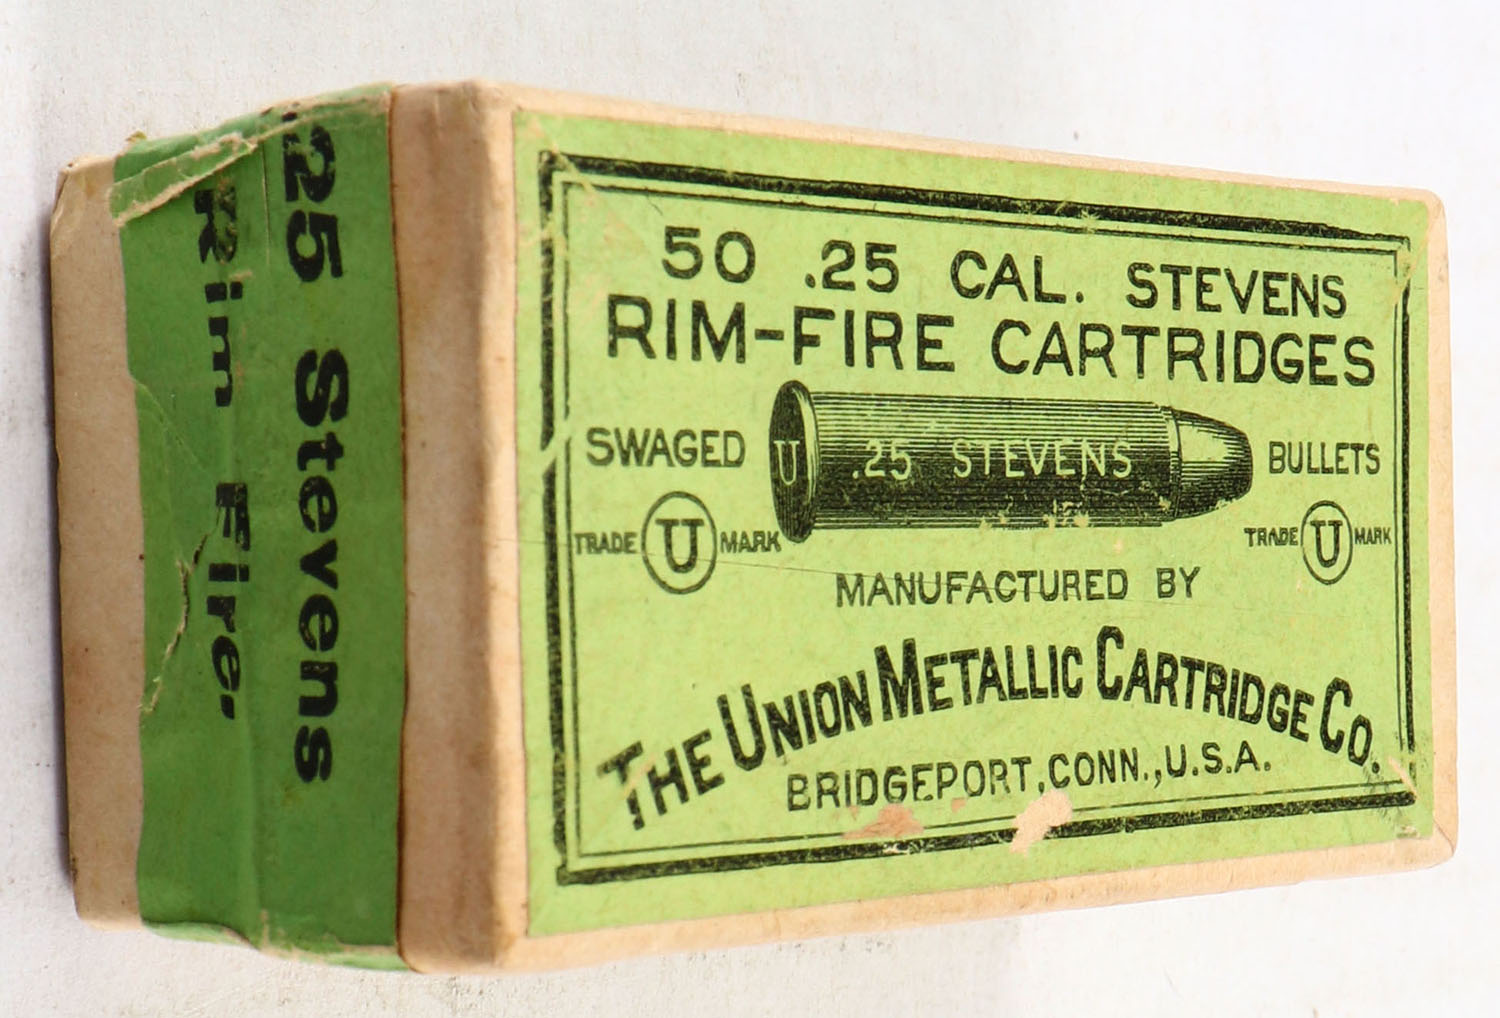 50 .25 CAL. STEVENS
RIM-FIRE CARTRIDGES
SWAGED
U .25 STEVENS
BULLETS
TRADE U MARK
TRADE U MARK
MANUFACTURED BY
THE UNION METALLIC CARTRIDGE CO.
BRIDGEPORT, CONN., U.S.A.
.25 Stevens
Rim Fire.